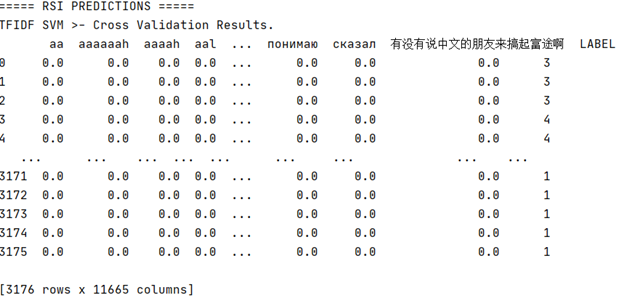 ===== RSI PREDICTIONS =====
TFIDF SVM >- Cross Validation Results.
aa aaaaaah aaaah aal ... понимаю сказал 有没有说中文的朋友来搞起富途啊 LABEL
0 0.0 0.0 0.0 0.0 ... 0.0 0.0 0.0 3
1 0.0 0.0 0.0 0.0 ... 0.0 0.0 0.0 3
2 0.0 0.0 0.0 0.0 ... 0.0 0.0 0.0 3
3 0.0 0.0 0.0 0.0 ... 0.0 0.0 0.0 4
4 0.0 0.0 0.0 0.0 ... 0.0 0.0 0.0 4
... ... ... ... ... ... ... ... ...
3171 0.0 0.0 0.0 0.0 ... 0.0 0.0 0.0 1
3172 0.0 0.0 0.0 0.0 ... 0.0 0.0 0.0 1
3173 0.0 0.0 0.0 0.0 ... 0.0 0.0 0.0 1
3174 0.0 0.0 0.0 0.0 ... 0.0 0.0 0.0 1
3175 0.0 0.0 0.0 0.0 ... 0.0 0.0 0.0 1
[3176 rows x 11665 columns]